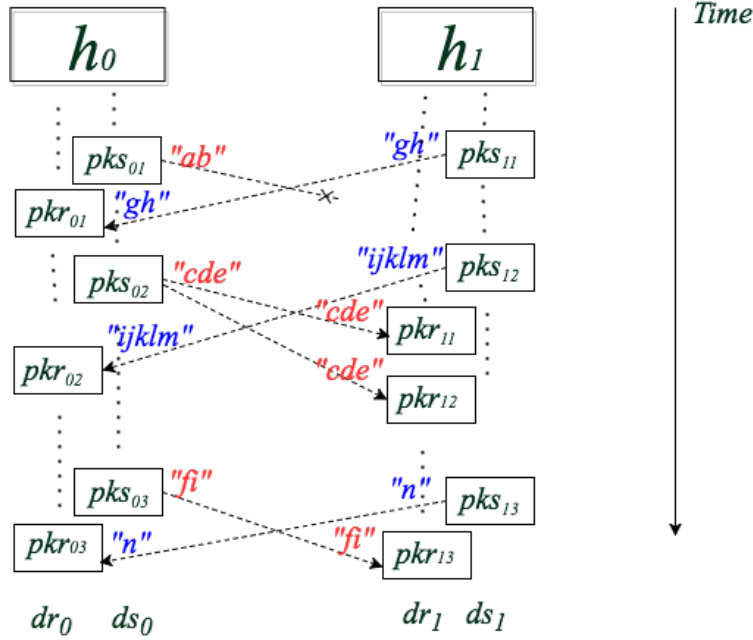 Time
h0 h1
"gh"
pks01 "ab" pks11
pkr01 "gh"
"ijklm" pks12
pks02 "cde"
"cde" pkr11
"ijklm"
pkr02 "cde" pkr12
pks03 "fi" "n" pks13
pkr03 "n" "fi" pkr13
dr0 ds0 dr1 ds1